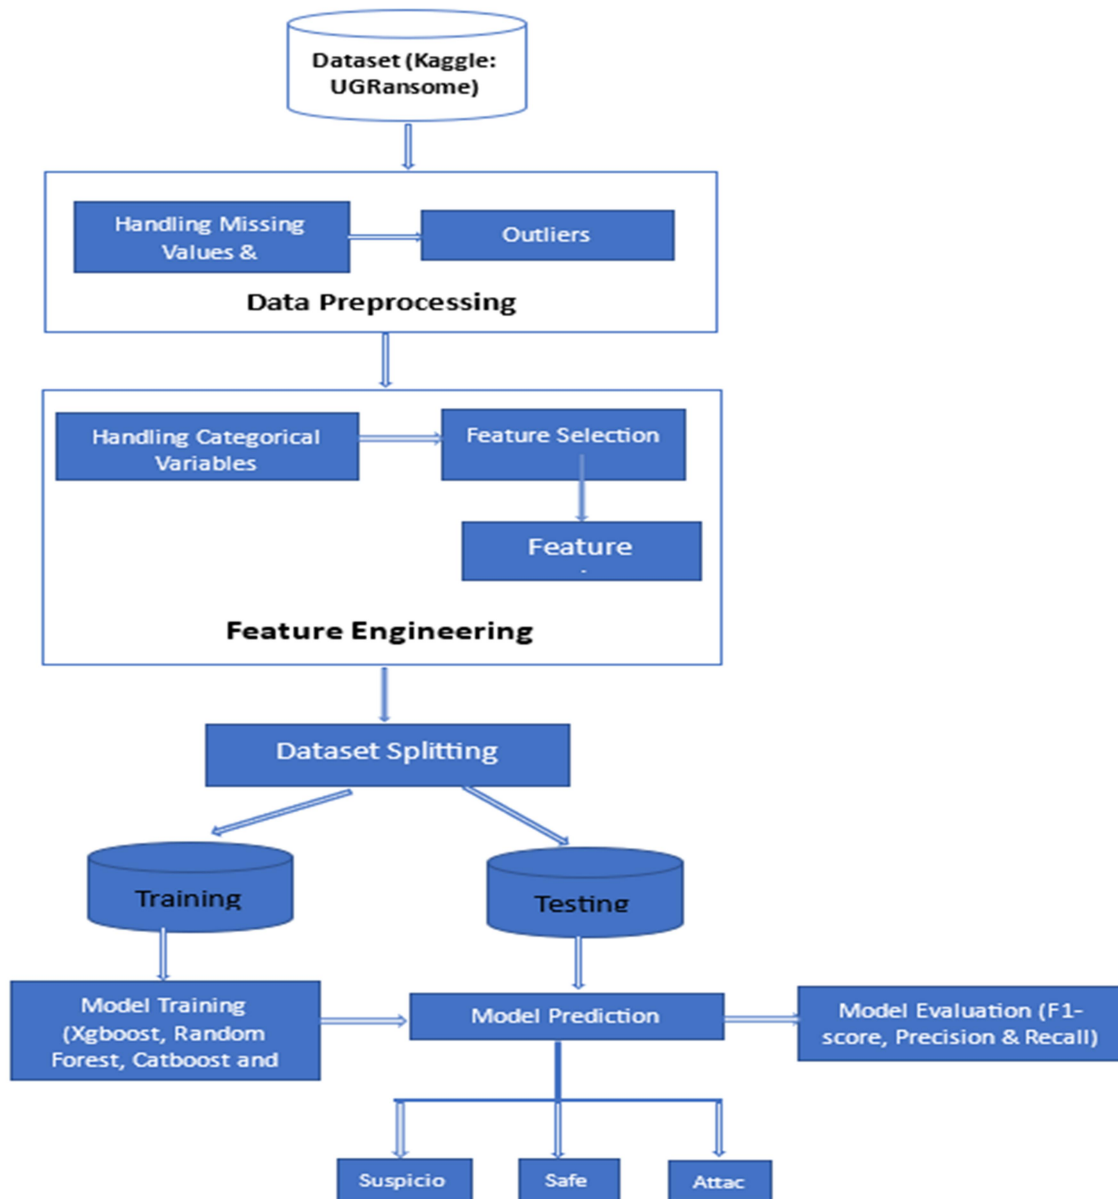 Dataset (Kaggle:
UGRansome)
Handling Missing
Values &
Outliers
Data Preprocessing
Handling Categorical
Variables
Feature Selection
Feature
Feature Engineering
Dataset Splitting
Training
Testing
Model Training
(Xgboost, Random
Forest, Catboost and
Model Prediction
Model Evaluation (F1-
score, Precision & Recall)
Suspicio
Safe
Attac